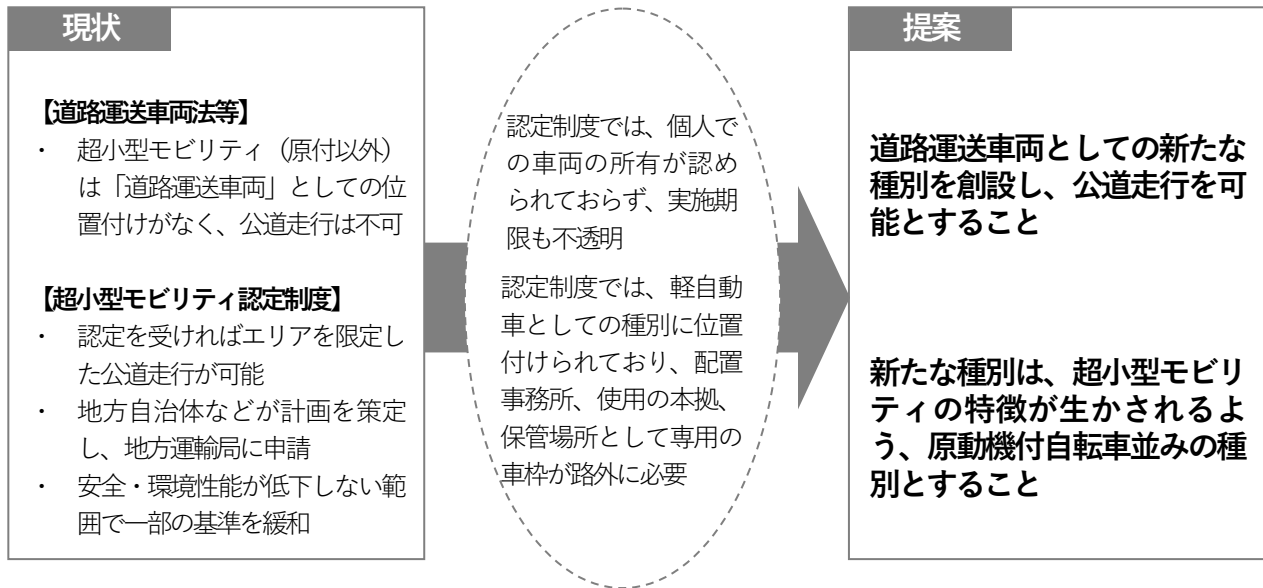 現状
【道路運送車両法等】
・ 超小型モビリティ（原付以外）
は「道路運送車両」としての位
置付けがなく、公道走行は不可
【超小型モビリティ認定制度】
・ 認定を受ければエリアを限定し
た公道走行が可能
・ 地方自治体などが計画を策定
し、地方運輸局に申請
・ 安全・環境性能が低下しない範
囲で一部の基準を緩和
認定制度では、個人で
の車両の所有が認め
られておらず、実施期
限も不透明
認定制度では、軽自動
車としての種別に位置
付けられており、配置
事務所、使用の本拠、
保管場所として専用の
車枠が路外に必要
提案
道路運送車両としての新たな
種別を創設し、公道走行を可
能とすること
新たな種別は、超小型モビリ
ティの特徴が生かされるよ
う、原動機付自転車並みの種
別とすること